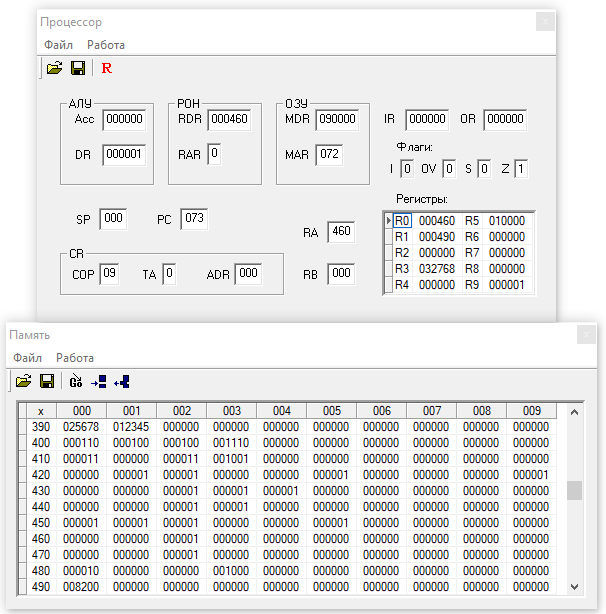 Процессор
Файл Работа
R
АЛУ РОН ОЗУ
Acc 000000 RDR 000460 MDR 090000 IR 000000 OR 000000
Флаги:
DR 000001 RAR 0 MAR 072 I 0 OV 0 S 0 Z 1
Регистры:
SP 000 PC 073 RA 460
R0 000460 R5 010000
R1 000490 R6 000000
R2 000000 R7 000000
R3 032768 R8 000000
R4 000000 R9 000001
CR
COP 09 TA 0 ADR 000 RB 000
Память
Файл Работа
Go
x 000 001 002 003 004 005 006 007 008 009
390 025678 012345 000000 000000 000000 000000 000000 000000 000000 000000
400 000110 000100 000100 001110 000000 000000 000000 000000 000000 000000
410 000011 000000 000011 001001 000000 000000 000000 000000 000000 000000
420 000000 000001 000001 000000 000000 000001 000000 000000 000000 000001
430 000000 000000 000001 000001 000001 000000 000000 000000 000000 000000
440 000000 000000 000001 000001 000000 000000 000000 000000 000000 000000
450 000001 000001 000001 000000 000000 000001 000000 000000 000000 000000
460 000000 000000 000001 000000 000000 000000 000000 000000 000000 000000
470 000000 000000 000001 000000 000000 000000 000000 000000 000000 000000
480 000010 000000 000000 001000 000000 000000 000000 000000 000000 000000
490 008200 000000 000000 000000 000000 000000 000000 000000 000000 000000